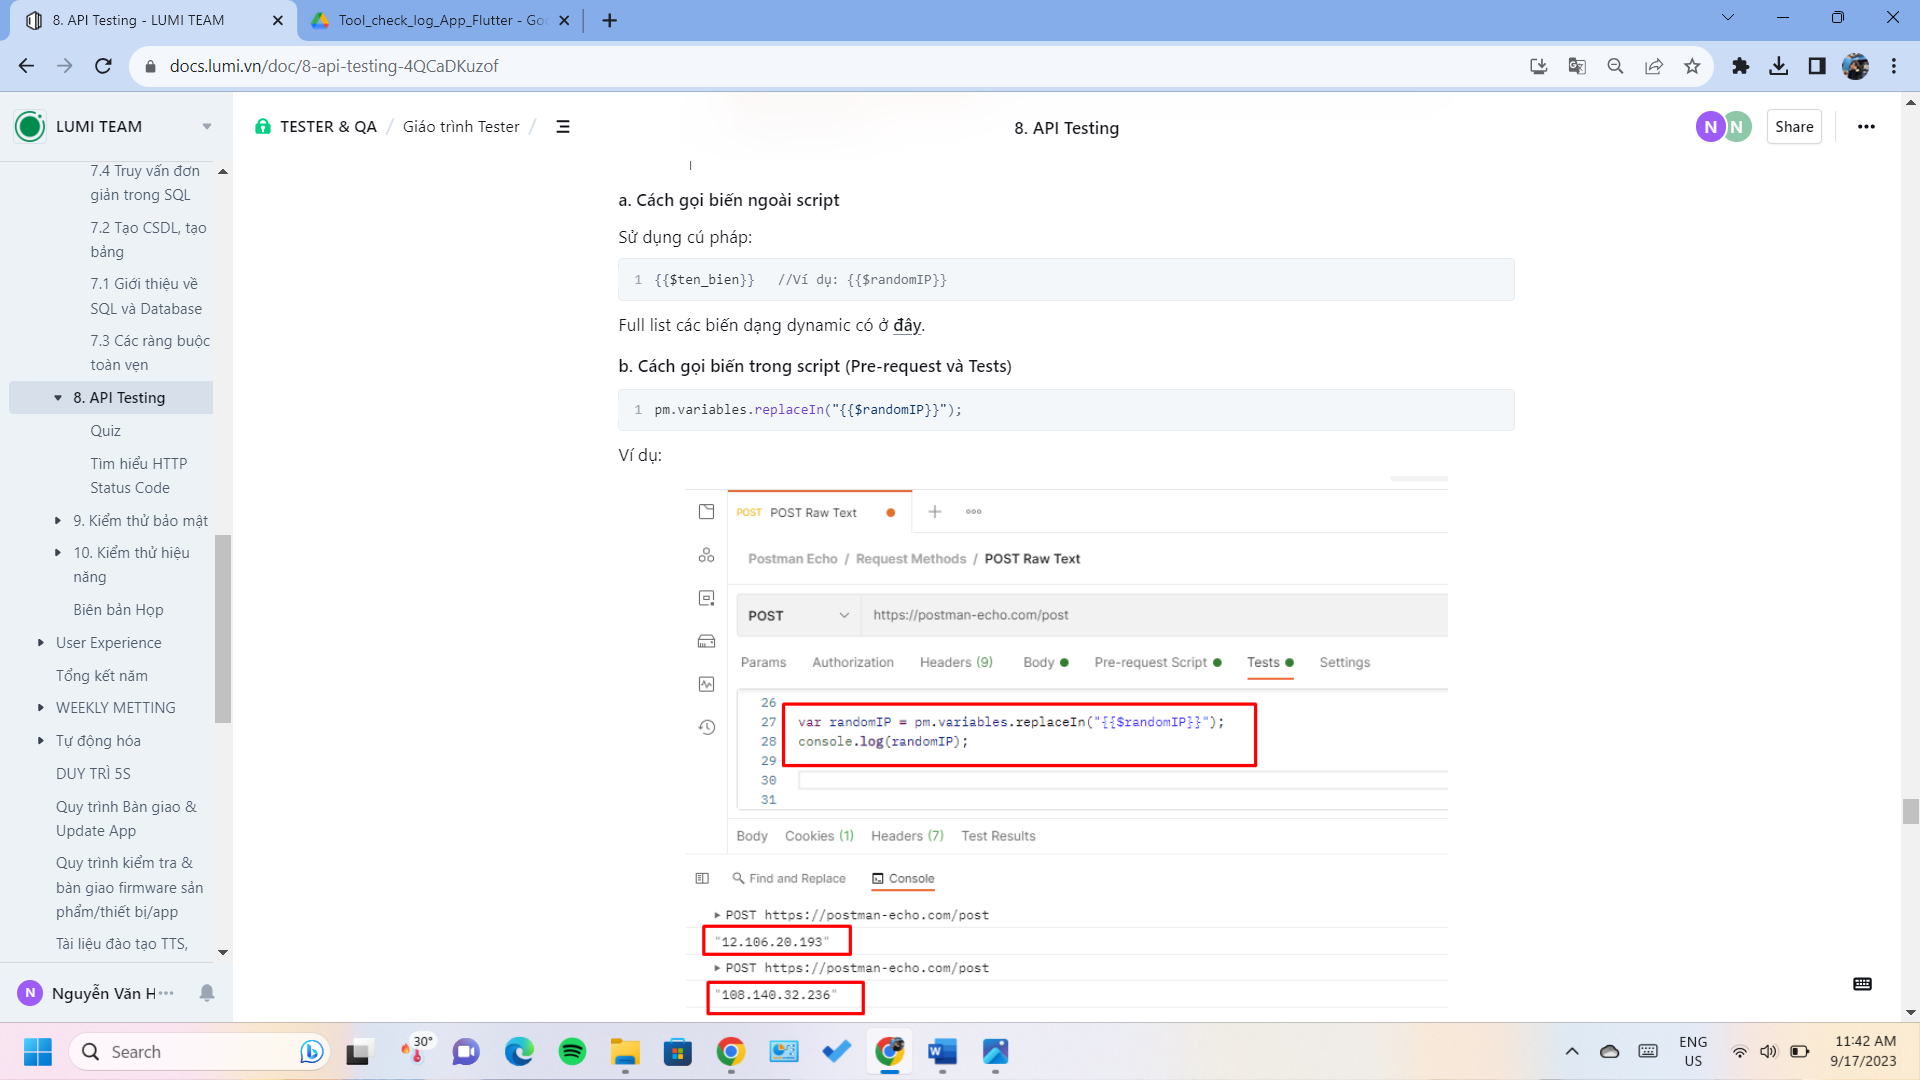 8. API Testing - LUMI TEAM
Tool_check_log_App_Flutter - Goo
docs.lumi.vn/doc/8-api-testing-4QCaDKuzof
LUMI TEAM
TESTER & QA / Giáo trình Tester /
8. API Testing
N
N
Share
7.4 Truy vấn đơn
giản trong SQL
7.2 Tạo CSDL, tạo
bảng
7.1 Giới thiệu về
SQL và Database
7.3 Các ràng buộc
toàn vẹn
8. API Testing
Quiz
Tìm hiểu HTTP
Status Code
9. Kiểm thử bảo mật
10. Kiểm thử hiệu
năng
Biên bản Họp
User Experience
Tổng kết năm
WEEKLY METTING
Tự động hóa
DUY TRÌ 5S
Quy trình Bàn giao &
Update App
Quy trình kiểm tra &
bàn giao firmware sản
phẩm/thiết bị/app
Tài liệu đào tạo TTS,
N
Nguyễn Văn H
a. Cách gọi biến ngoài script
Sử dụng cú pháp:
1 {{$ten_bien}} //Ví dụ: {{$randomIP}}
Full list các biến dạng dynamic có ở đây.
b. Cách gọi biến trong script (Pre-request và Tests)
1 pm.variables.replaceIn("{{$randomIP}}");
Ví dụ:
POST POST Raw Text
Postman Echo / Request Methods / POST Raw Text
POST
https://postman-echo.com/post
Params Authorization Headers (9) Body Pre-request Script Tests Settings
26
27 var randomIP = pm.variables.replaceIn("{{$randomIP}}");
28 console.log(randomIP);
29
30
31
Body Cookies (1) Headers (7) Test Results
Find and Replace Console
POST https://postman-echo.com/post
"12.106.20.193"
POST https://postman-echo.com/post
"108.140.32.236"
Search
30°
ENG
US
11:42 AM
9/17/2023